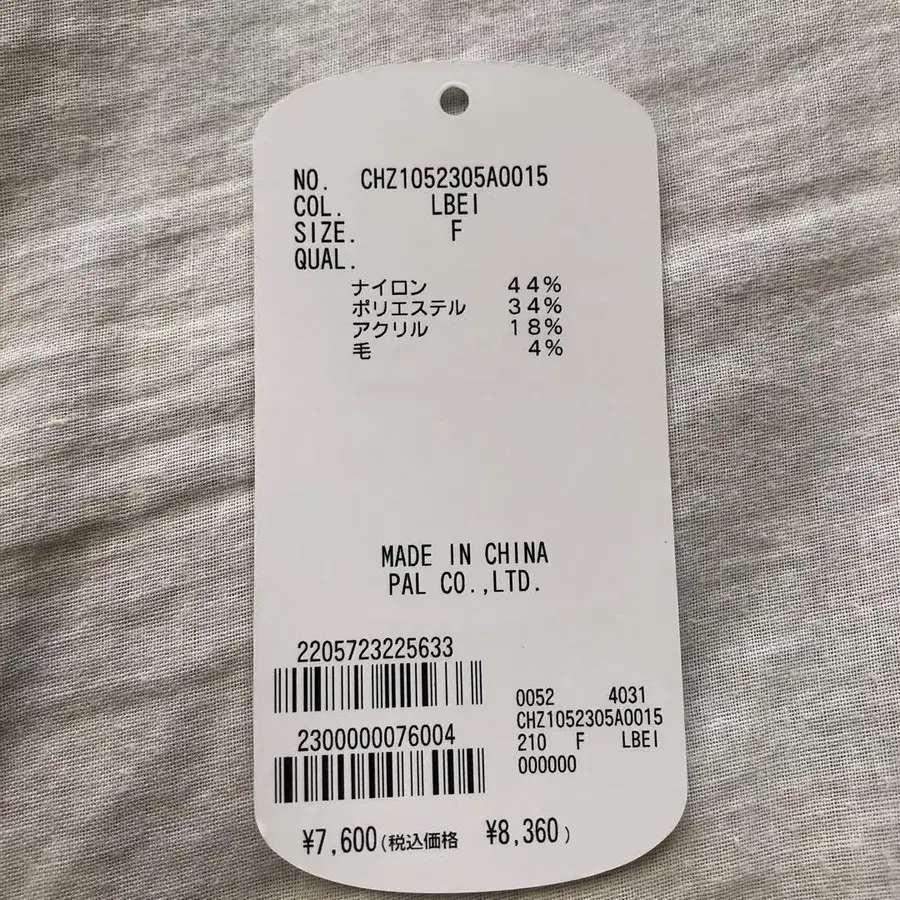 NO. CHZ1052305A0015
COL. LBEI
SIZE. F
QUAL.
ナイロン 44%
ポリエステル 34%
アクリル 18%
毛 4%
MADE IN CHINA
PAL CO.,LTD.
2205723225633
2300000076004
0052 4031
CHZ1052305A0015
210 F LBEI
000000
¥7,600(税込価格 ¥8,360)